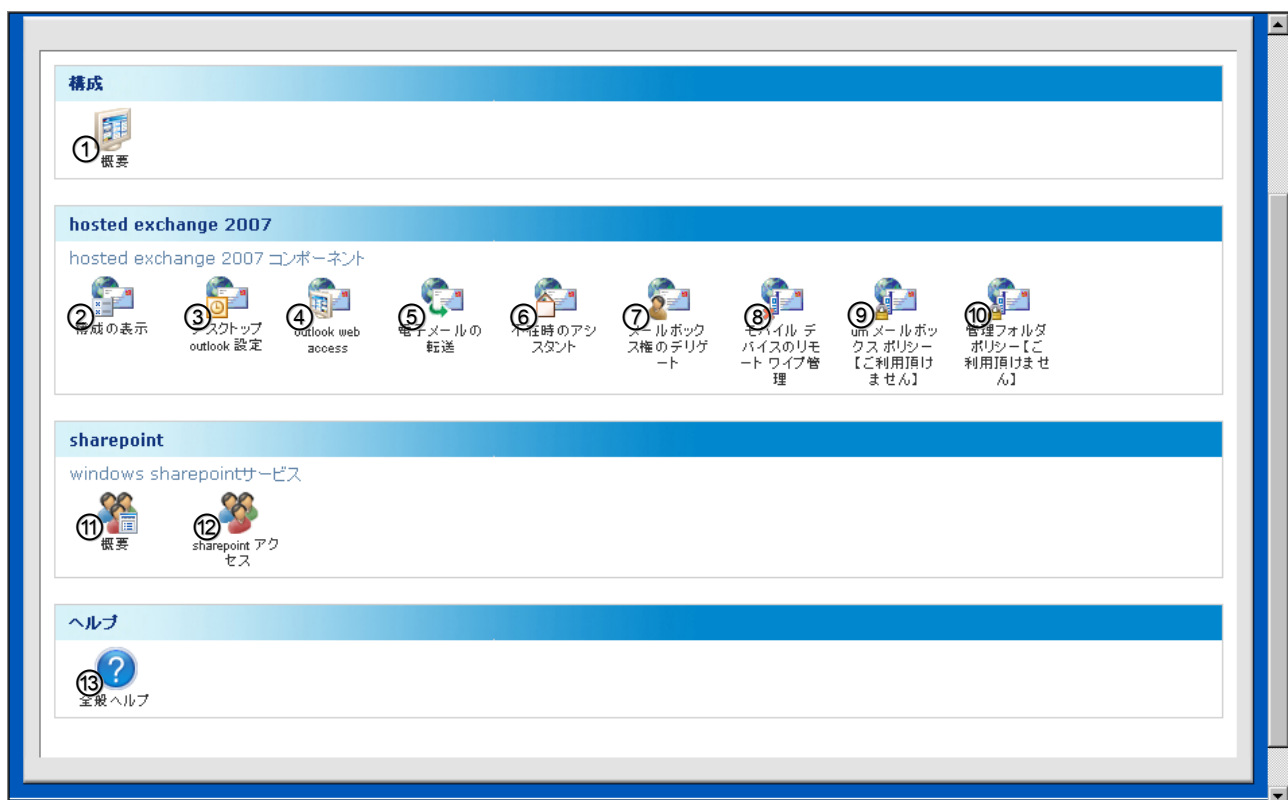 構成
① 概要
hosted exchange 2007
hosted exchange 2007 コンポーネント
② 構成の表示
③ デスクトップ
outlook 設定
④ outlook web
access
⑤ 電子メールの
転送
⑥ 不在時のアシ
スタント
⑦ メールボック
ス権のデリゲ
ート
⑧ モバイル デ
バイスのリモ
ート ワイプ管
理
⑨ um メールボッ
クス ポリシー
【ご利用頂け
ません】
⑩ 管理フォルダ
ポリシー【ご
利用頂けませ
ん】
sharepoint
windows sharepointサービス
⑪ 概要
⑫ sharepoint アク
セス
ヘルプ
⑬ 全般ヘルプ